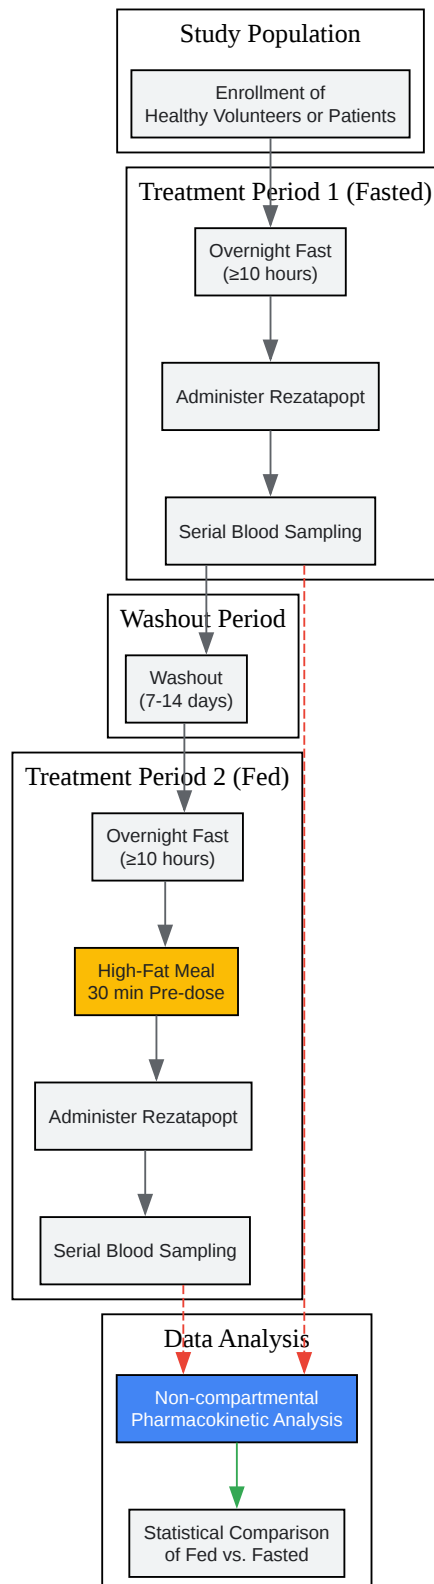 Study Population
Enrollment of
Healthy Volunteers or Patients
Treatment Period 1 (Fasted)
Overnight Fast
(≥10 hours)
Administer Rezatapopt
Serial Blood Sampling
Washout Period
Washout
(7-14 days)
Treatment Period 2 (Fed)
Overnight Fast
(≥10 hours)
High-Fat Meal
30 min Pre-dose
Administer Rezatapopt
Serial Blood Sampling
Data Analysis
Non-compartmental
Pharmacokinetic Analysis
Statistical Comparison
of Fed vs. Fasted